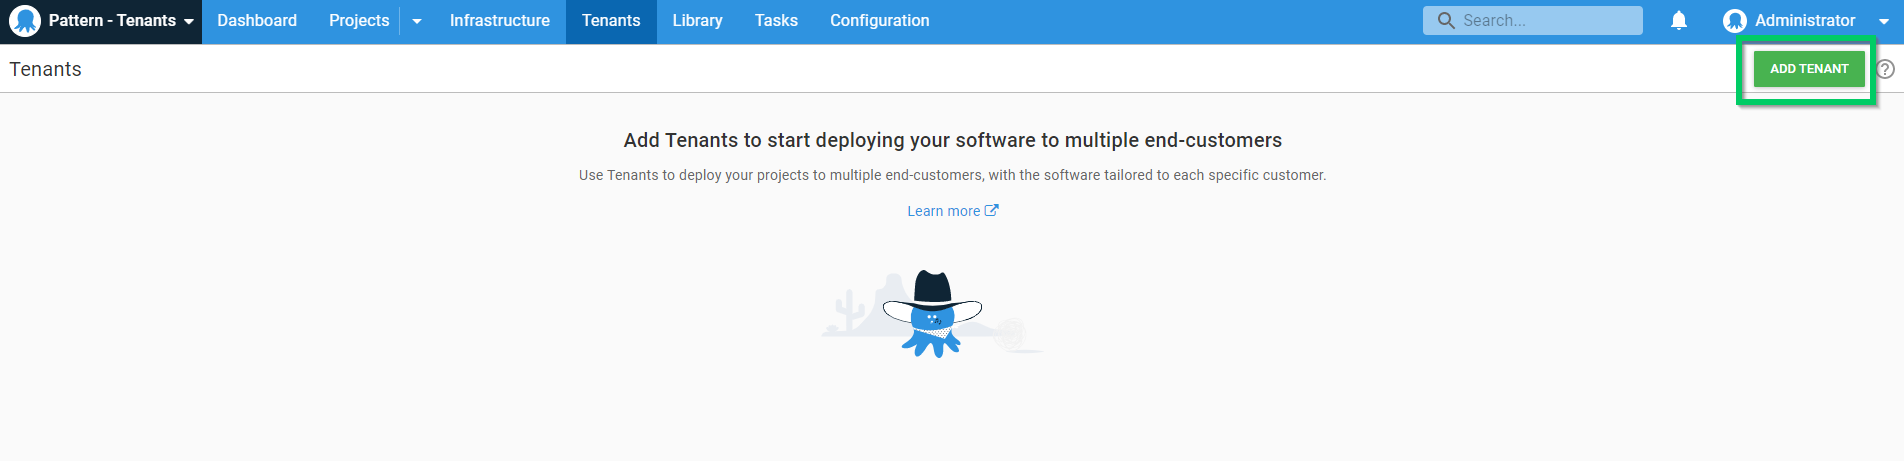 Pattern - Tenants Dashboard Projects Infrastructure Tenants Library Tasks Configuration Search... Administrator
Tenants ADD TENANT ?
Add Tenants to start deploying your software to multiple end-customers
Use Tenants to deploy your projects to multiple end-customers, with the software tailored to each specific customer.
Learn more